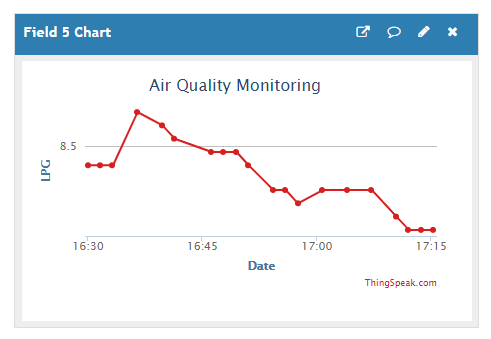 Field 5 Chart
Air Quality Monitoring
8.5
LPG
16:30 16:45 17:00 17:15
Date
ThingSpeak.com